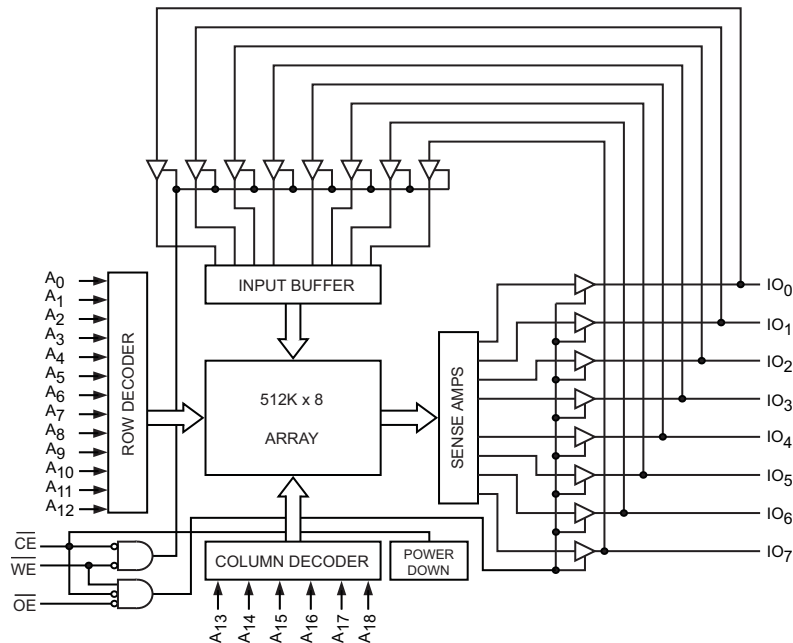 INPUT BUFFER
A0
A1
A2
A3
A4
A5
A6
A7
A8
A9
A10
A11
A12
ROW DECODER
512K x 8
ARRAY
SENSE AMPS
IO0
IO1
IO2
IO3
IO4
IO5
IO6
IO7
CE
WE
OE
COLUMN DECODER
POWER
DOWN
A13
A14
A15
A16
A17
A18